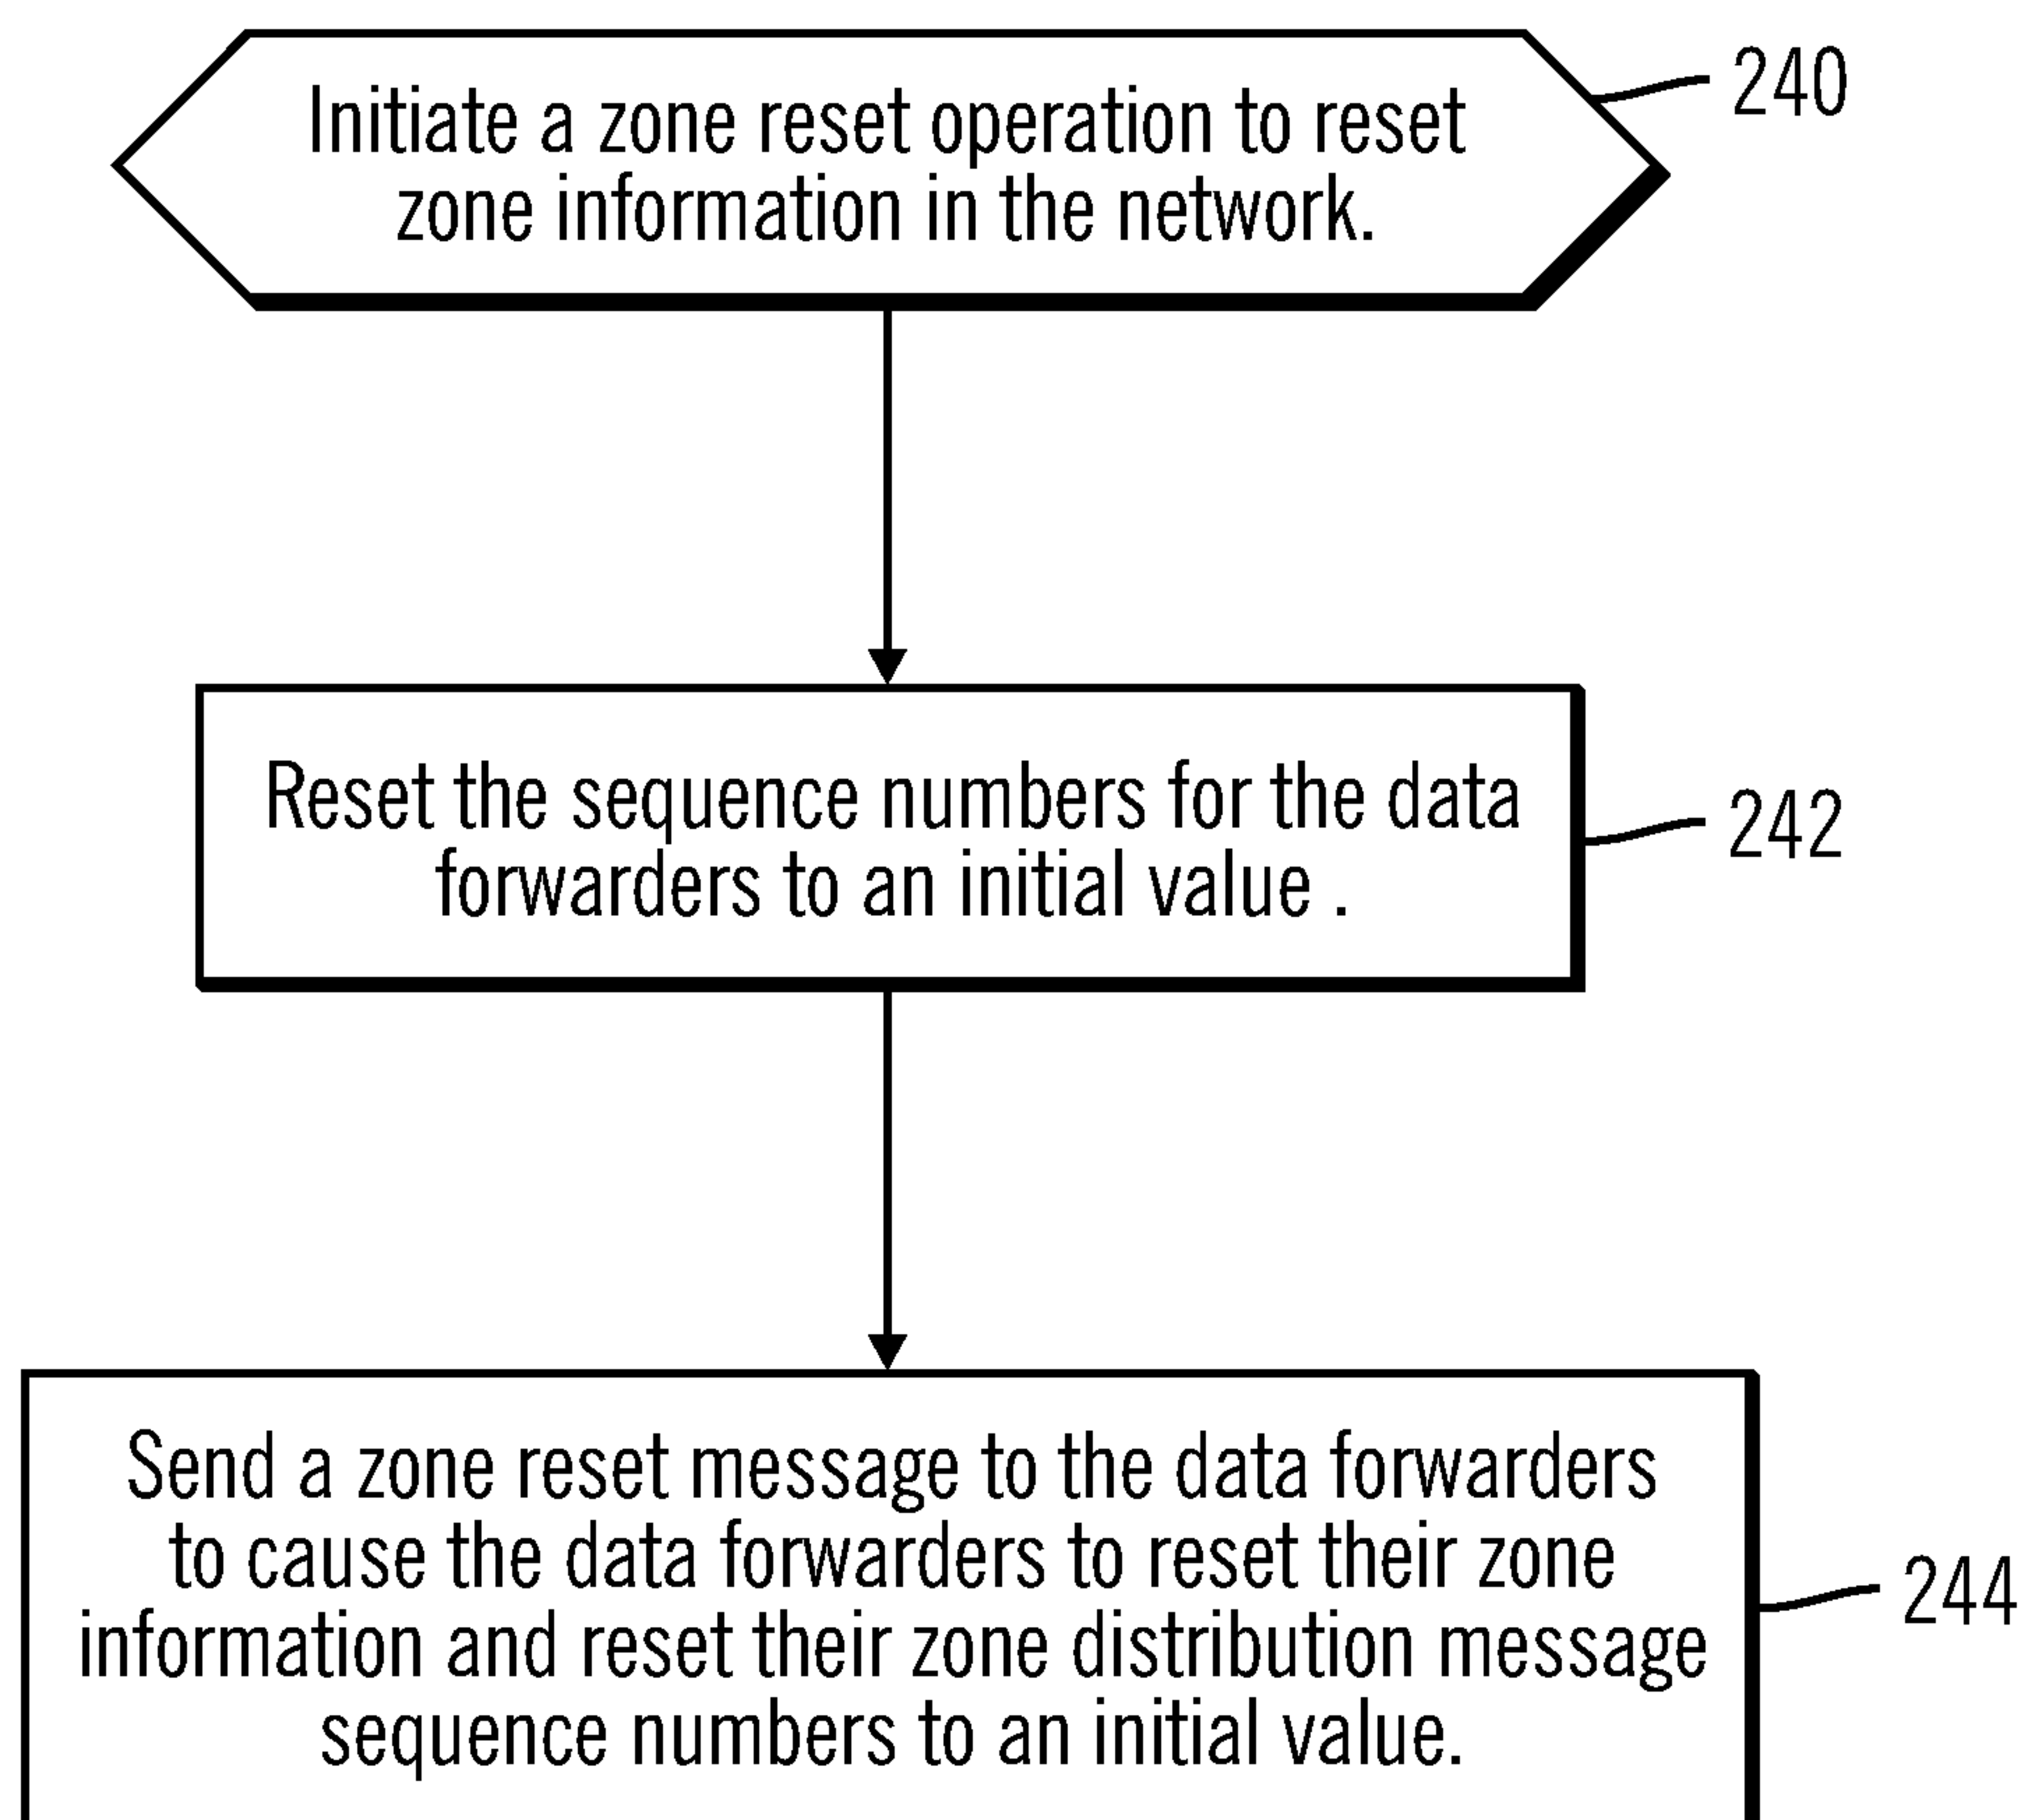 Initiate a zone reset operation to reset
zone information in the network.
240
Reset the sequence numbers for the data
forwarders to an initial value .
242
Send a zone reset message to the data forwarders
to cause the data forwarders to reset their zone
information and reset their zone distribution message
sequence numbers to an initial value.
244